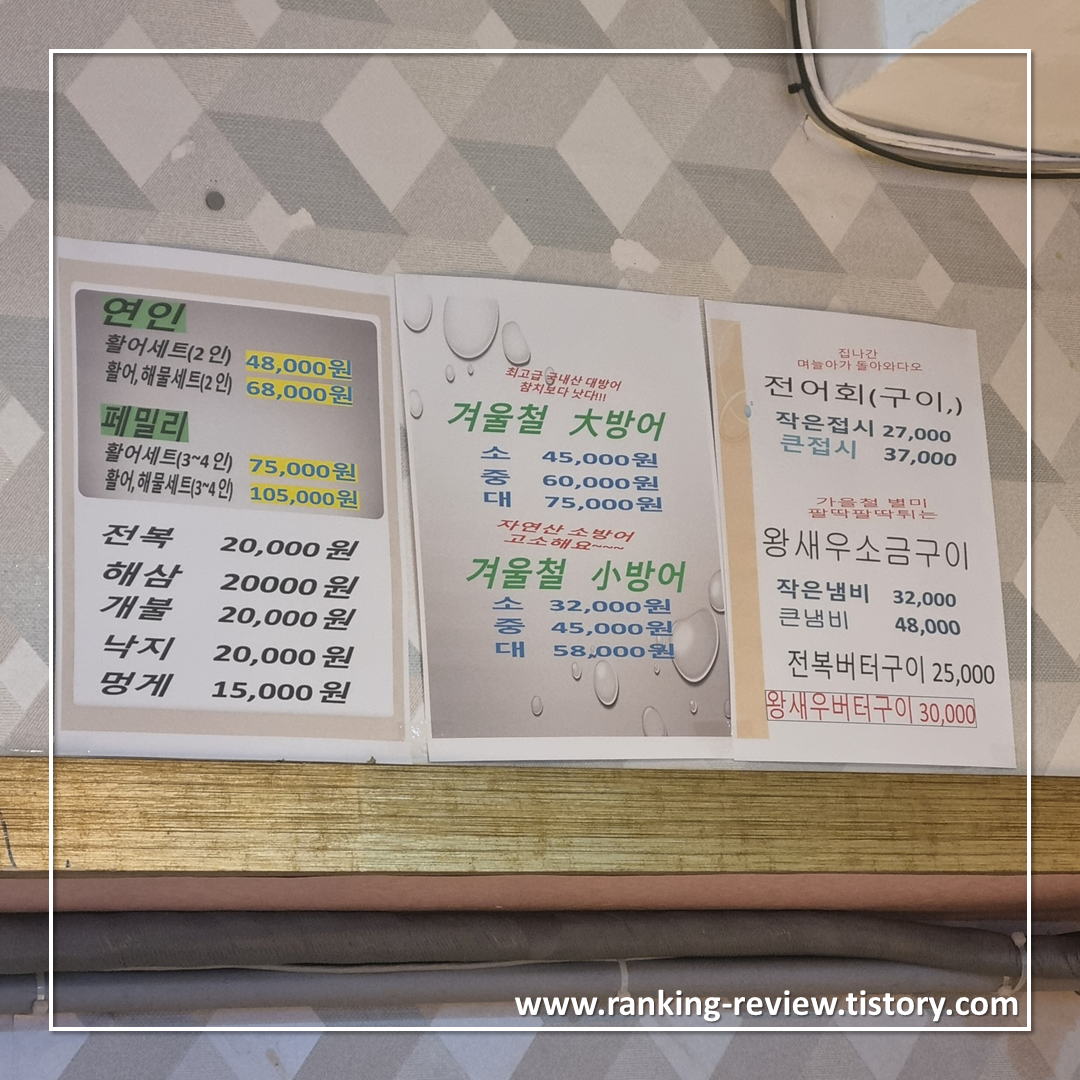 연인
활어세트(2인) 48,000원
활어,해물세트(2인) 68,000원
페밀리
활어세트(3~4인) 75,000원
활어,해물세트(3~4인) 105,000원
전복 20,000원
해삼 20000원
개불 20,000원
낙지 20,000원
멍게 15,000원
최고급 국내산 대방어
참치보다 낫다!!!
겨울철 大방어
소 45,000원
중 60,000원
대 75,000원
자연산 소방어
고소해요~~~
겨울철 小방어
소 32,000원
중 45,000원
대 58,000원
집나간
며늘아가 돌아와다오
전어회(구이,)
작은접시 27,000
큰접시 37,000
가을철 별미
팔딱팔딱튀는
왕새우소금구이
작은냄비 32,000
큰냄비 48,000
전복버터구이 25,000
왕새우버터구이 30,000
www.ranking-review.tistory.com